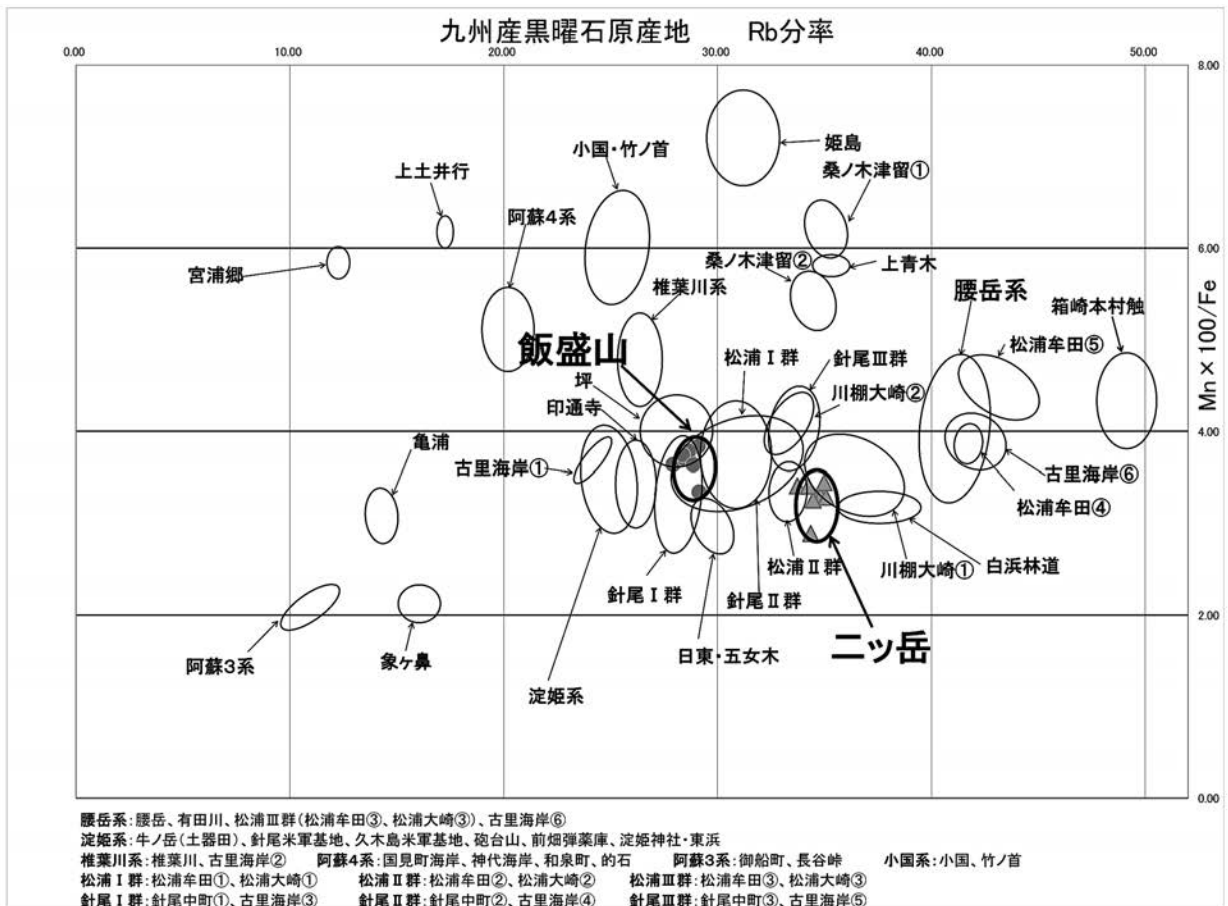 九州産黒曜石原産地 Rb分率
0.00 10.00 20.00 30.00 40.00 50.00
8.00
姫島
小国・竹ノ首
桑ノ木津留①
上土井行
阿蘇4系
6.00
宮浦郷
桑ノ木津留②
上青木
椎葉川系
腰岳系
箱崎本村触
Mn×100/Fe
飯盛山
松浦Ⅰ群
針尾Ⅲ群
松浦牟田⑤
坪
川棚大崎②
印通寺
4.00
亀浦
古里海岸①
古里海岸⑥
松浦牟田④
松浦Ⅱ群
川棚大崎①
白浜林道
針尾Ⅰ群
針尾Ⅱ群
2.00
阿蘇3系
象ヶ鼻
日東・五女木
二ッ岳
淀姫系
0.00
腰岳系:腰岳、有田川、松浦Ⅲ群(松浦牟田③、松浦大崎③)、古里海岸⑥
淀姫系:牛ノ岳(土器田)、針尾米軍基地、久木島米軍基地、砲台山、前畑弾薬庫、淀姫神社・東浜
椎葉川系:椎葉川、古里海岸② 阿蘇4系:国見町海岸、神代海岸、和泉町、的石 阿蘇3系:御船町、長谷峠 小国系:小国、竹ノ首
松浦Ⅰ群:松浦牟田①、松浦大崎① 松浦Ⅱ群:松浦牟田②、松浦大崎② 松浦Ⅲ群:松浦牟田③、松浦大崎③
針尾Ⅰ群:針尾中町①、古里海岸③ 針尾Ⅱ群:針尾中町②、古里海岸④ 針尾Ⅲ群:針尾中町③、古里海岸⑤